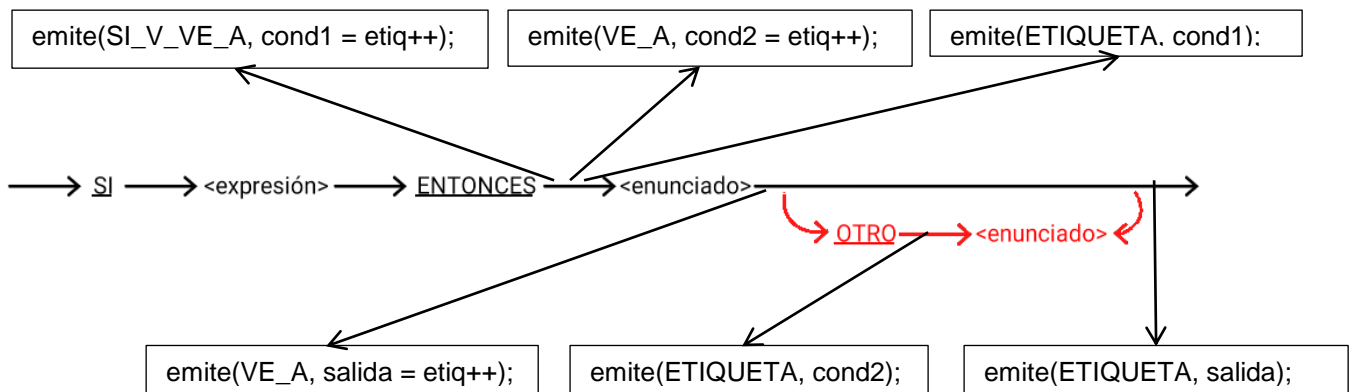 emite(SI_V_VE_A, cond1 = etiq++);
emite(VE_A, cond2 = etiq++);
emite(ETIQUETA, cond1);
SI <expresión> ENTONCES <enunciado>
OTRO <enunciado>
emite(VE_A, salida = etiq++);
emite(ETIQUETA, cond2);
emite(ETIQUETA, salida);